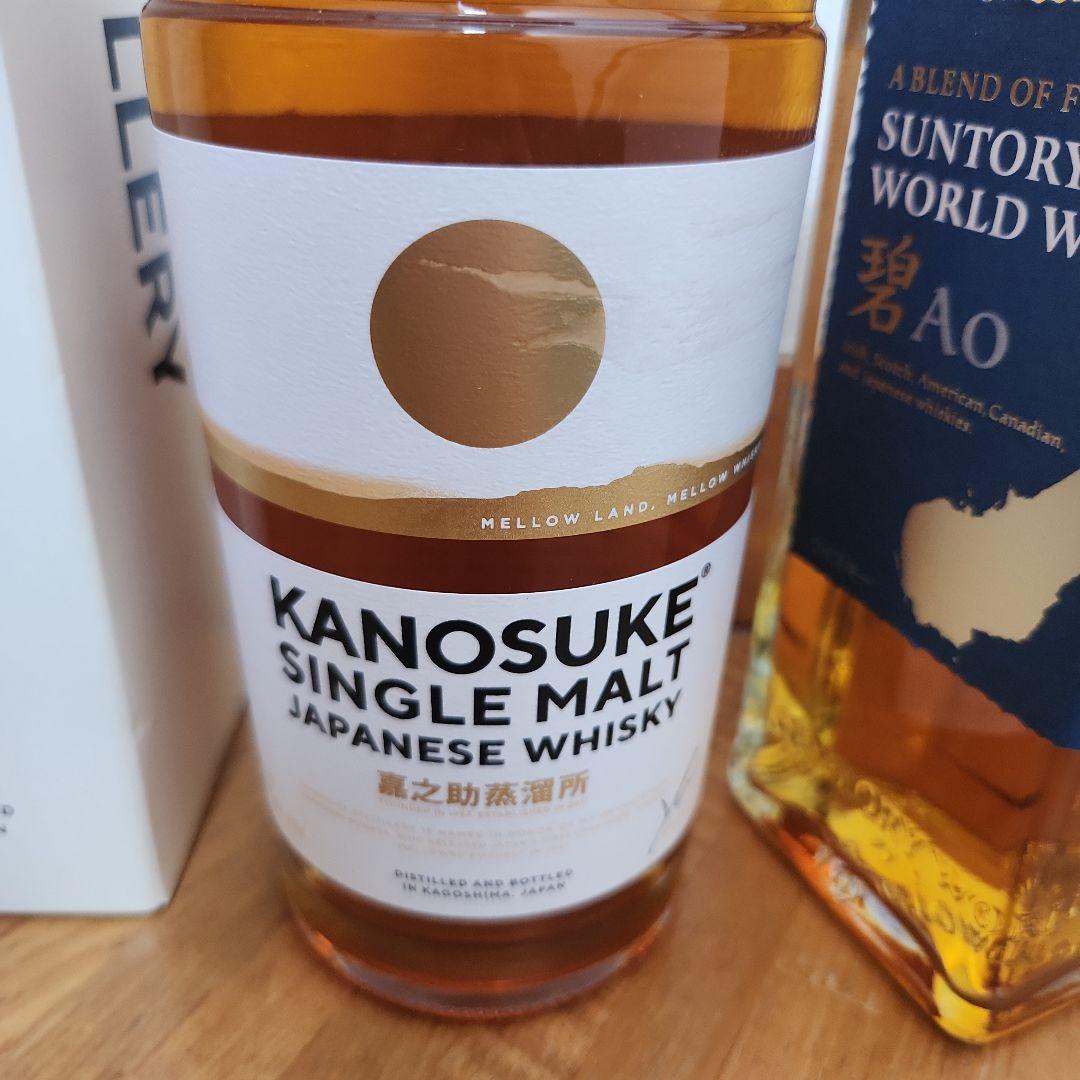 LLERY
MELLOW LAND, MELLOW WHISKY
KANOSUKE®
SINGLE MALT
JAPANESE WHISKY
嘉之助蒸溜所
DISTILLED AND BOTTLED
IN KAGOSHIMA, JAPAN
A BLEND OF F
SUNTORY
WORLD W
碧 AO
Scotch, American, Canadian,
and Japanese whiskies.